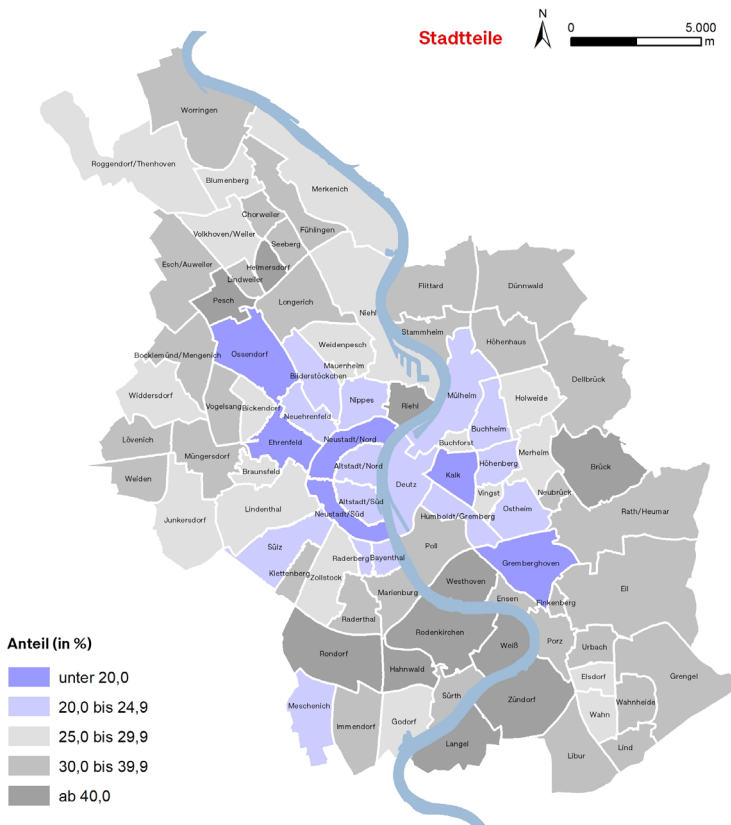 Stadtteile
N
0 5.000
m
Worringen
Roggendorf/Thenhoven
Blumenberg
Merkenich
Chorweiler
Volkhoven/Weiler
Fühlingen
Seeberg
Esch/Auweiler
Heimersdorf
Lindweiler
Pesch
Longerich
Niehl
Flittard
Dünnwald
Stammheim
Höhenhaus
Weidenpesch
Bocklemünd/Mengenich
Ossendorf
Mauenheim
Bilderstöckchen
Dellbrück
Widdersdorf
Nippes
Mülheim
Holweide
Vogelsang
Bickendorf
Riehl
Neuehrenfeld
Buchheim
Lövenich
Ehrenfeld
Neustadt/Nord
Buchforst
Müngersdorf
Merheim
Altstadt/Nord
Höhenberg
Brück
Braunsfeld
Weiden
Kalk
Deutz
Vingst
Neubrück
Altstadt/Süd
Lindenthal
Ostheim
Rath/Heumar
Neustadt/Süd
Humboldt/Gremberg
Junkersdorf
Sülz
Poll
Raderberg
Bayenthal
Gremberghoven
Klettenberg
Zollstock
Westhoven
Eil
Marienburg
Ensen
Finkenberg
Raderthal
Rodenkirchen
Weiß
Porz
Urbach
Rondorf
Hahnwald
Elsdorf
Grengel
Sürth
Zündorf
Wahnheide
Meschenich
Wahn
Immendorf
Godorf
Langel
Lind
Libur
Anteil (in %)
unter 20,0
20,0 bis 24,9
25,0 bis 29,9
30,0 bis 39,9
ab 40,0